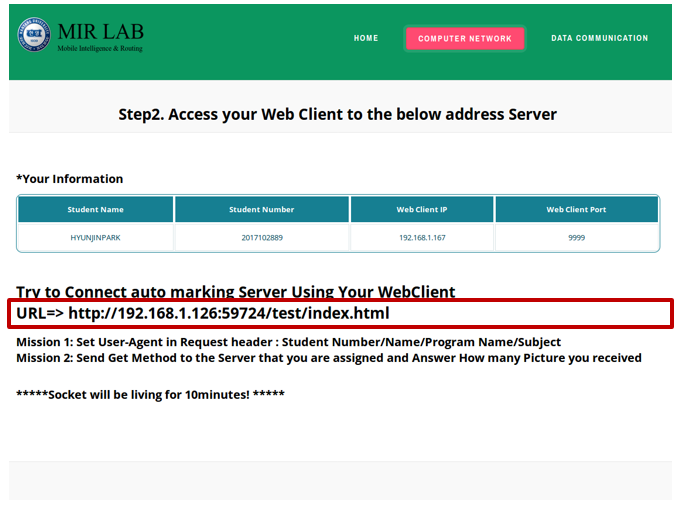 MIR LAB
Mobile Intelligence & Routing
HOME
COMPUTER NETWORK
DATA COMMUNICATION
Step2. Access your Web Client to the below address Server
*Your Information
Student Name Student Number Web Client IP Web Client Port
HYUNJINPARK 2017102889 192.168.1.167 9999
Try to Connect auto marking Server Using Your WebClient
URL=> http://192.168.1.126:59724/test/index.html
Mission 1: Set User-Agent in Request header : Student Number/Name/Program Name/Subject
Mission 2: Send Get Method to the Server that you are assigned and Answer How many Picture you received
*****Socket will be living for 10minutes! *****